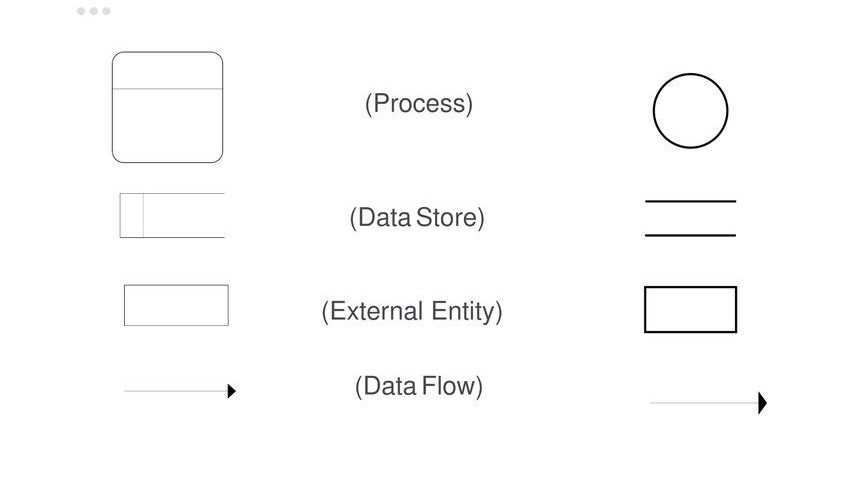 (Process)
(Data Store)
(External Entity)
(Data Flow)